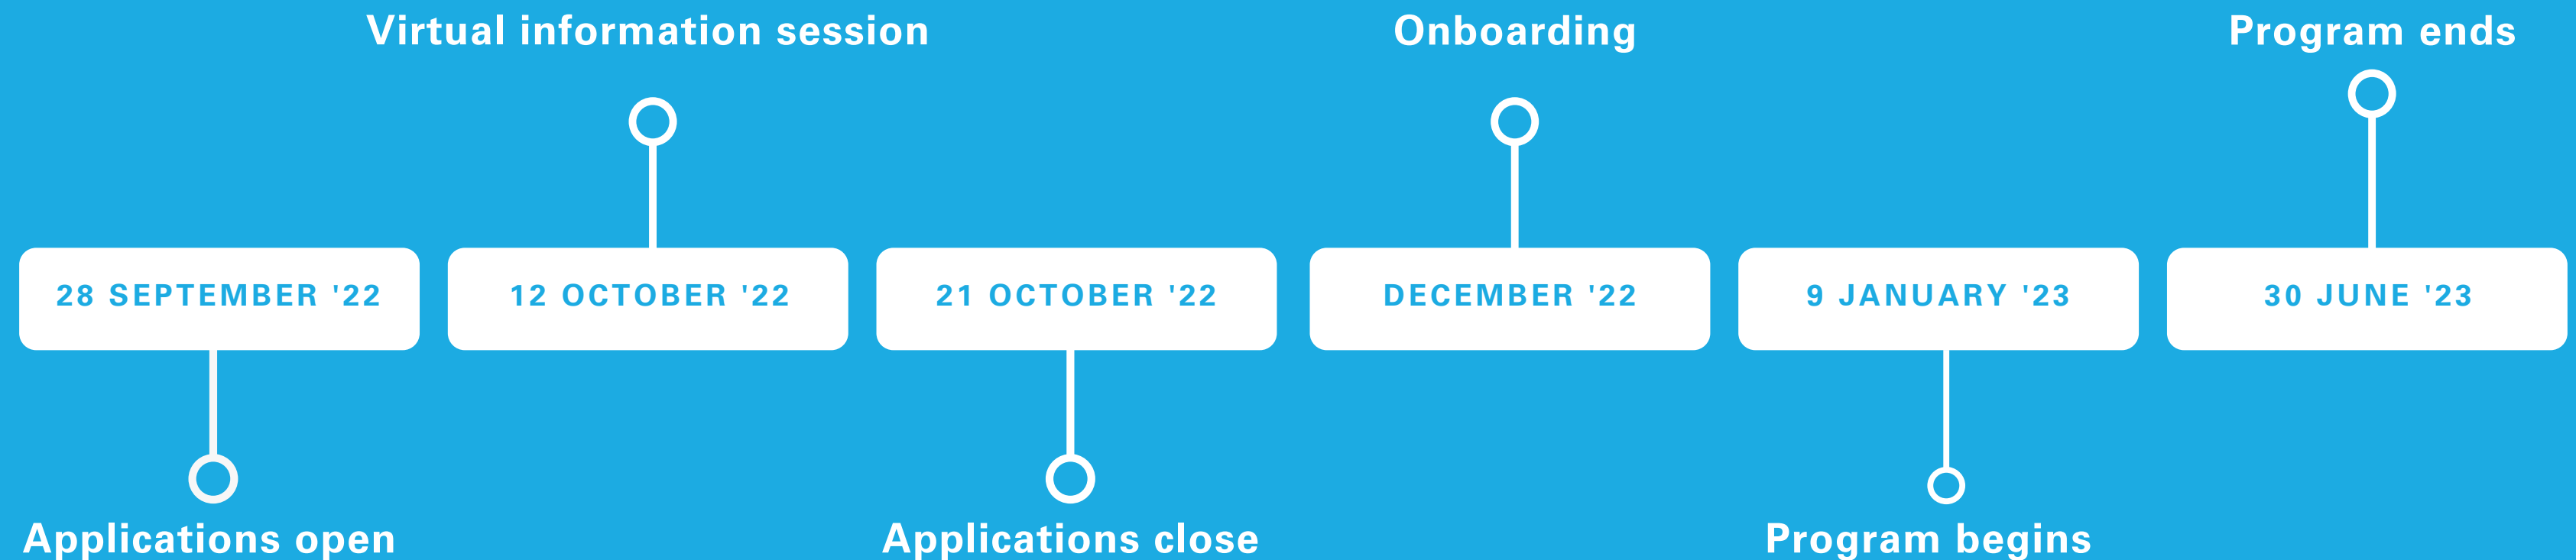 Virtual information session
Onboarding
Program ends
28 SEPTEMBER '22
12 OCTOBER '22
21 OCTOBER '22
DECEMBER '22
9 JANUARY '23
30 JUNE '23
Applications open
Applications close
Program begins